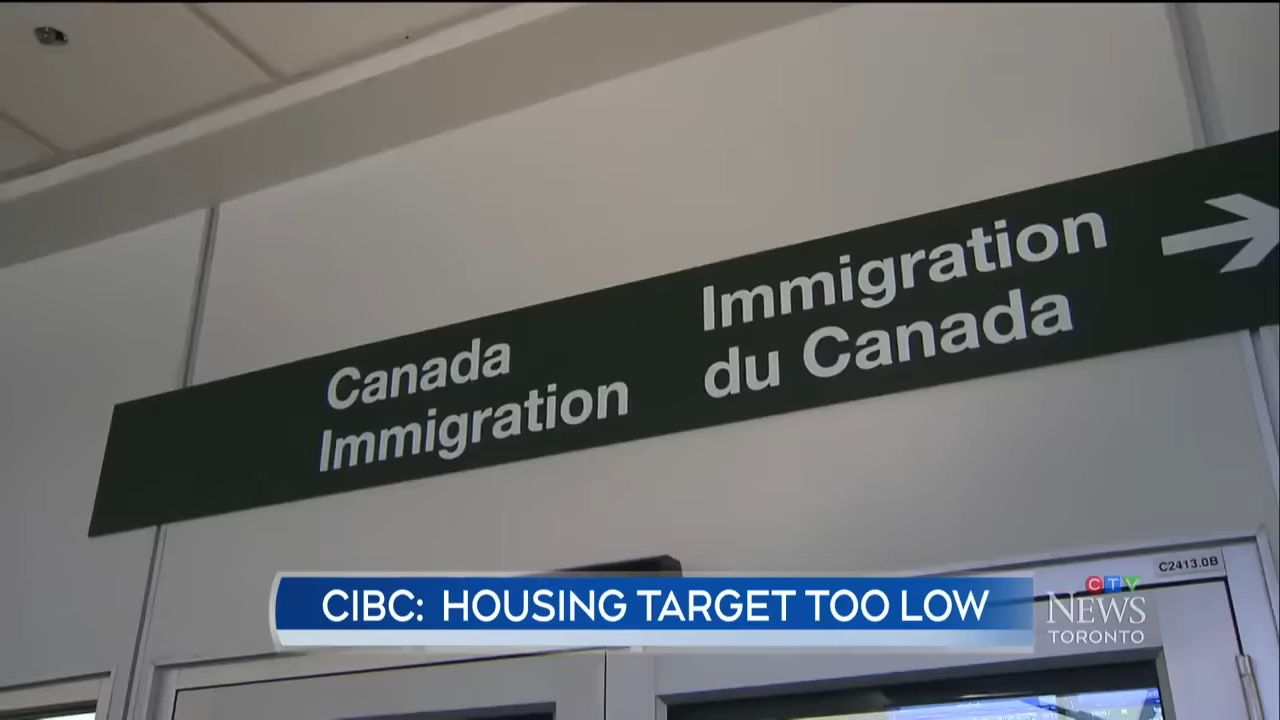 Canada
Immigration
Immigration
du Canada
C2413.0B
CIBC: HOUSING TARGET TOO LOW
CTV
NEWS
TORONTO